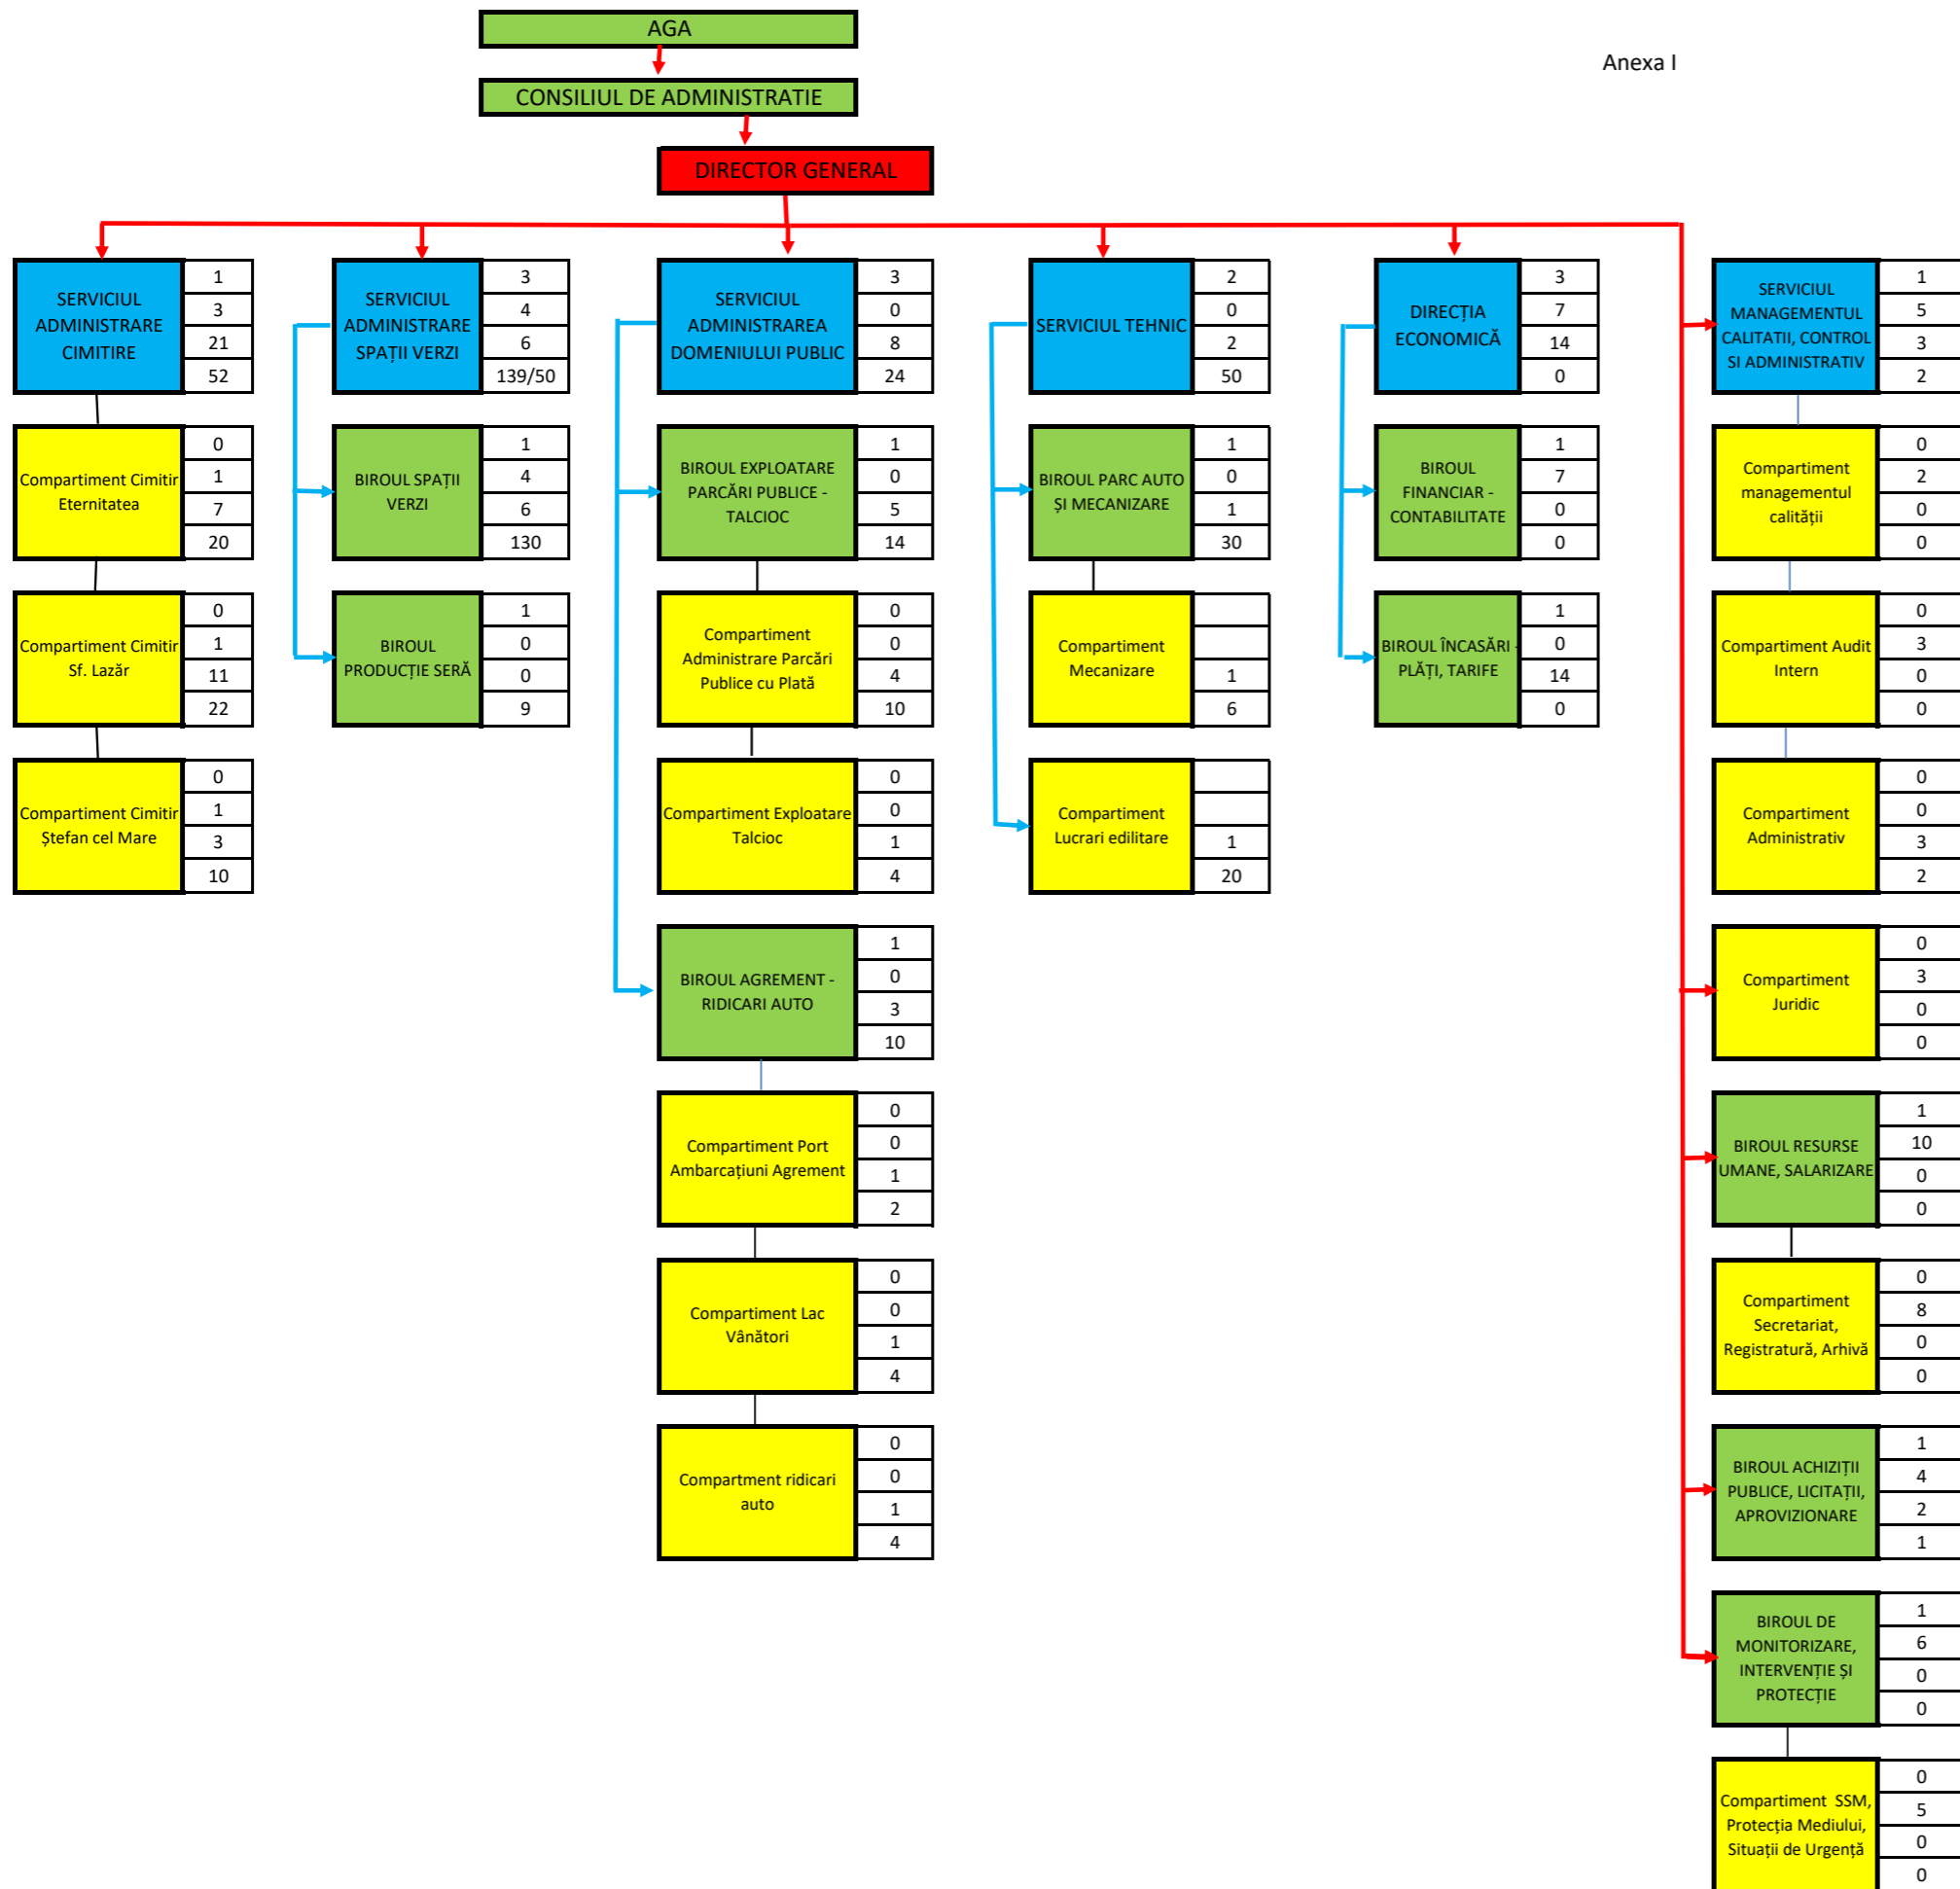 AGA
Anexa I
CONSILIUL DE ADMINISTRATIE
DIRECTOR GENERAL
SERVICIUL
ADMINISTRARE
CIMITIRE
1
3
21
52
Compartiment Cimitir
Eternitatea
0
1
7
20
Compartiment Cimitir
Sf. Lazăr
0
1
11
22
Compartiment Cimitir
Ștefan cel Mare
0
1
3
10
SERVICIUL
ADMINISTRARE
SPAȚII VERZI
3
4
6
139/50
BIROUL SPAȚII
VERZI
1
4
6
130
BIROUL
PRODUCȚIE SERĂ
1
0
0
9
SERVICIUL
ADMINISTRAREA
DOMENIULUI PUBLIC
3
0
8
24
BIROUL EXPLOATARE
PARCĂRI PUBLICE -
TALCIOC
1
0
5
14
Compartiment
Administrare Parcări
Publice cu Plată
0
0
4
10
Compartiment Exploatare
Talcioc
0
0
1
4
BIROUL AGREMENT -
RIDICARI AUTO
1
0
3
10
Compartiment Port
Ambarcațiuni Agrement
0
0
1
2
Compartiment Lac
Vânători
0
0
1
4
Compartment ridicari
auto
0
0
1
4
SERVICIUL TEHNIC
2
0
2
50
BIROUL PARC AUTO
ȘI MECANIZARE
1
0
1
30
Compartiment
Mecanizare
1
6
Compartiment
Lucrari edilitare
1
20
DIRECȚIA
ECONOMICĂ
3
7
14
0
BIROUL
FINANCIAR -
CONTABILITATE
1
7
0
0
BIROUL ÎNCASĂRI -
PLĂȚI, TARIFE
1
0
14
0
SERVICIUL
MANAGEMENTUL
CALITATII, CONTROL
SI ADMINISTRATIV
1
5
3
2
Compartiment
managementul
calității
0
2
0
0
Compartiment Audit
Intern
0
3
0
0
Compartiment
Administrativ
0
0
3
2
Compartiment
Juridic
0
3
0
0
BIROUL RESURSE
UMANE, SALARIZARE
1
10
0
0
Compartiment
Secretariat,
Registratură, Arhivă
0
8
0
0
BIROUL ACHIZIȚII
PUBLICE, LICITAȚII,
APROVIZIONARE
1
4
2
1
BIROUL DE
MONITORIZARE,
INTERVENȚIE ȘI
PROTECȚIE
1
6
0
0
Compartiment SSM,
Protecția Mediului,
Situații de Urgență
0
5
0
0